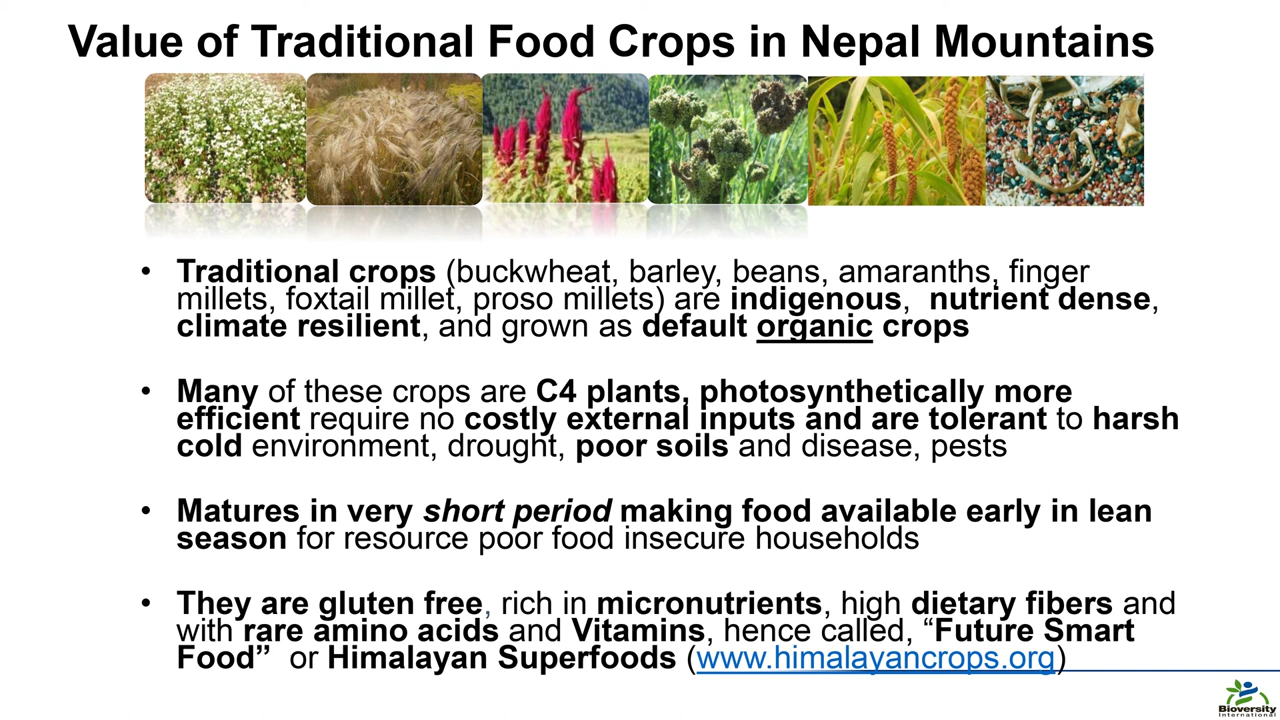 Value of Traditional Food Crops in Nepal Mountains
• Traditional crops (buckwheat, barley, beans, amaranths, finger
millets, foxtail millet, proso millets) are indigenous, nutrient dense,
climate resilient, and grown as default organic crops
• Many of these crops are C4 plants, photosynthetically more
efficient require no costly external inputs and are tolerant to harsh
cold environment, drought, poor soils and disease, pests
• Matures in very short period making food available early in lean
season for resource poor food insecure households
• They are gluten free, rich in micronutrients, high dietary fibers and
with rare amino acids and Vitamins, hence called, “Future Smart
Food” or Himalayan Superfoods (www.himalayancrops.org)
Bioversity
International